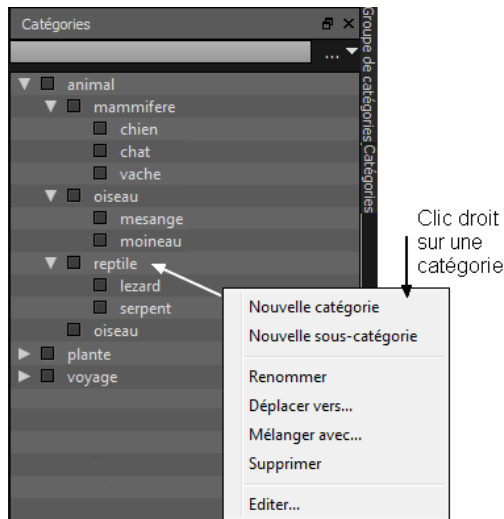 Catégories
...
animal
mammifere
chien
chat
vache
oiseau
mesange
moineau
reptile
lezard
serpent
oiseau
plante
voyage
Groupe de catégories
Catégories
Clic droit
sur une
catégorie
Nouvelle catégorie
Nouvelle sous-catégorie
Renommer
Déplacer vers...
Mélanger avec...
Supprimer
Editer...